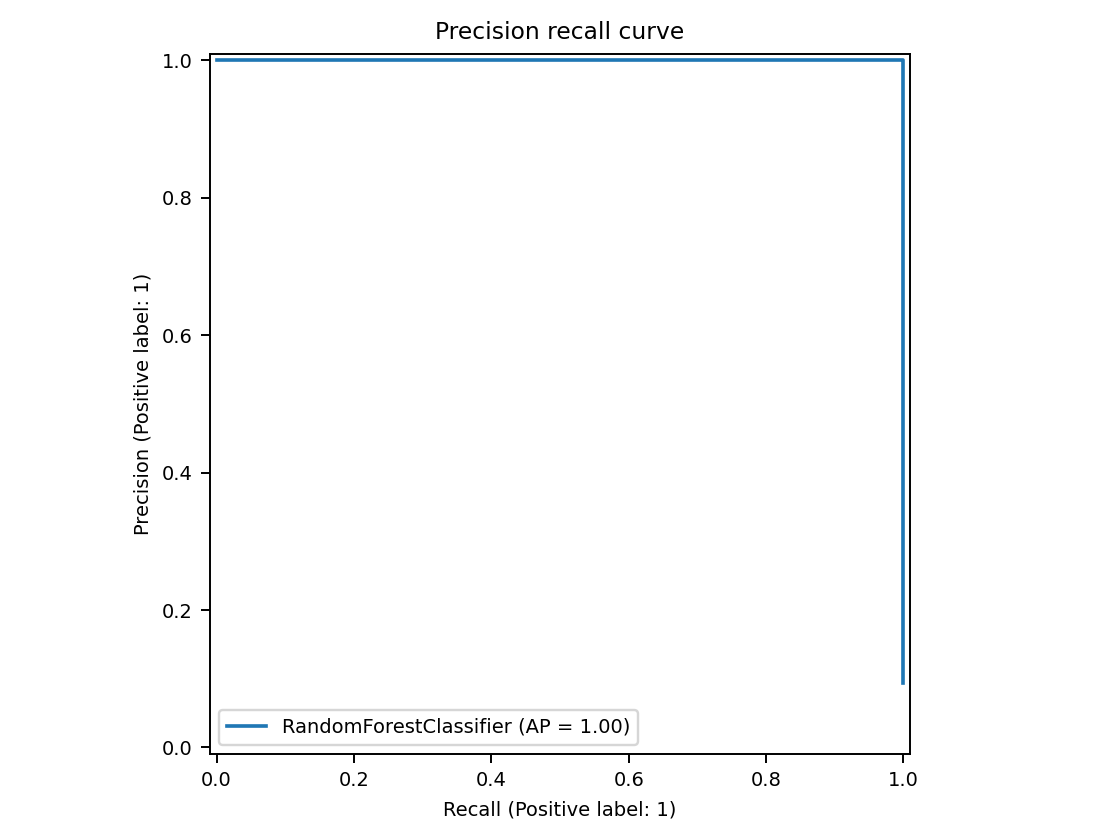 Precision recall curve
1.0
0.8
0.6
0.4
0.2
0.0
Precision (Positive label: 1)
RandomForestClassifier (AP = 1.00)
0.0 0.2 0.4 0.6 0.8 1.0
Recall (Positive label: 1)